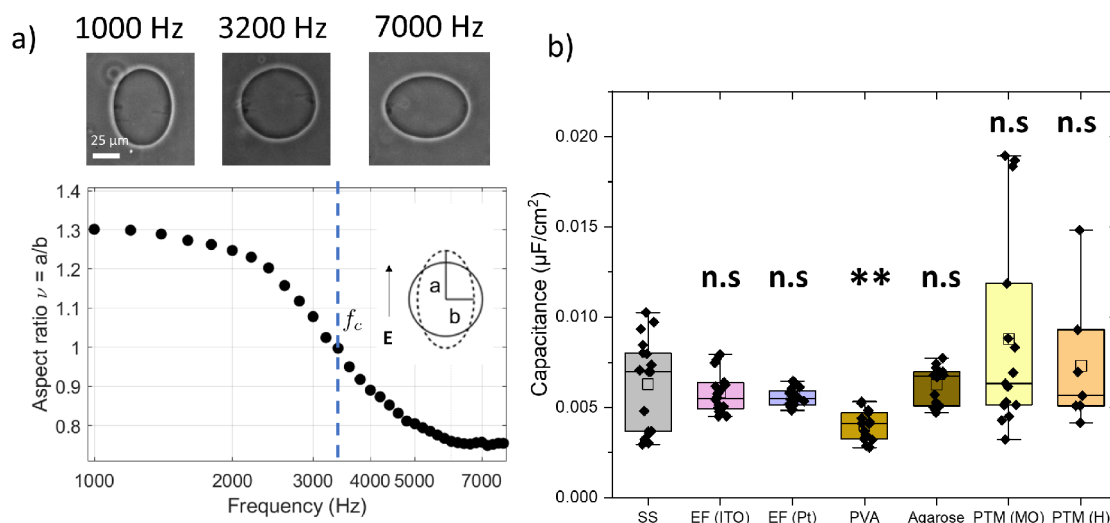 a)
1000 Hz 3200 Hz 7000 Hz
25 µm
1.4
1.3
1.2
1.1
1
0.9
0.8
Aspect ratio ν = a/b
f_c
E
a
b
1000 2000 3000 4000 5000 7000
Frequency (Hz)
b)
0.020
0.015
0.010
0.005
0.000
Capacitance (µF/cm²)
n.s n.s ** n.s n.s n.s
SS EF (ITO) EF (Pt) PVA Agarose PTM (MO) PTM (H)